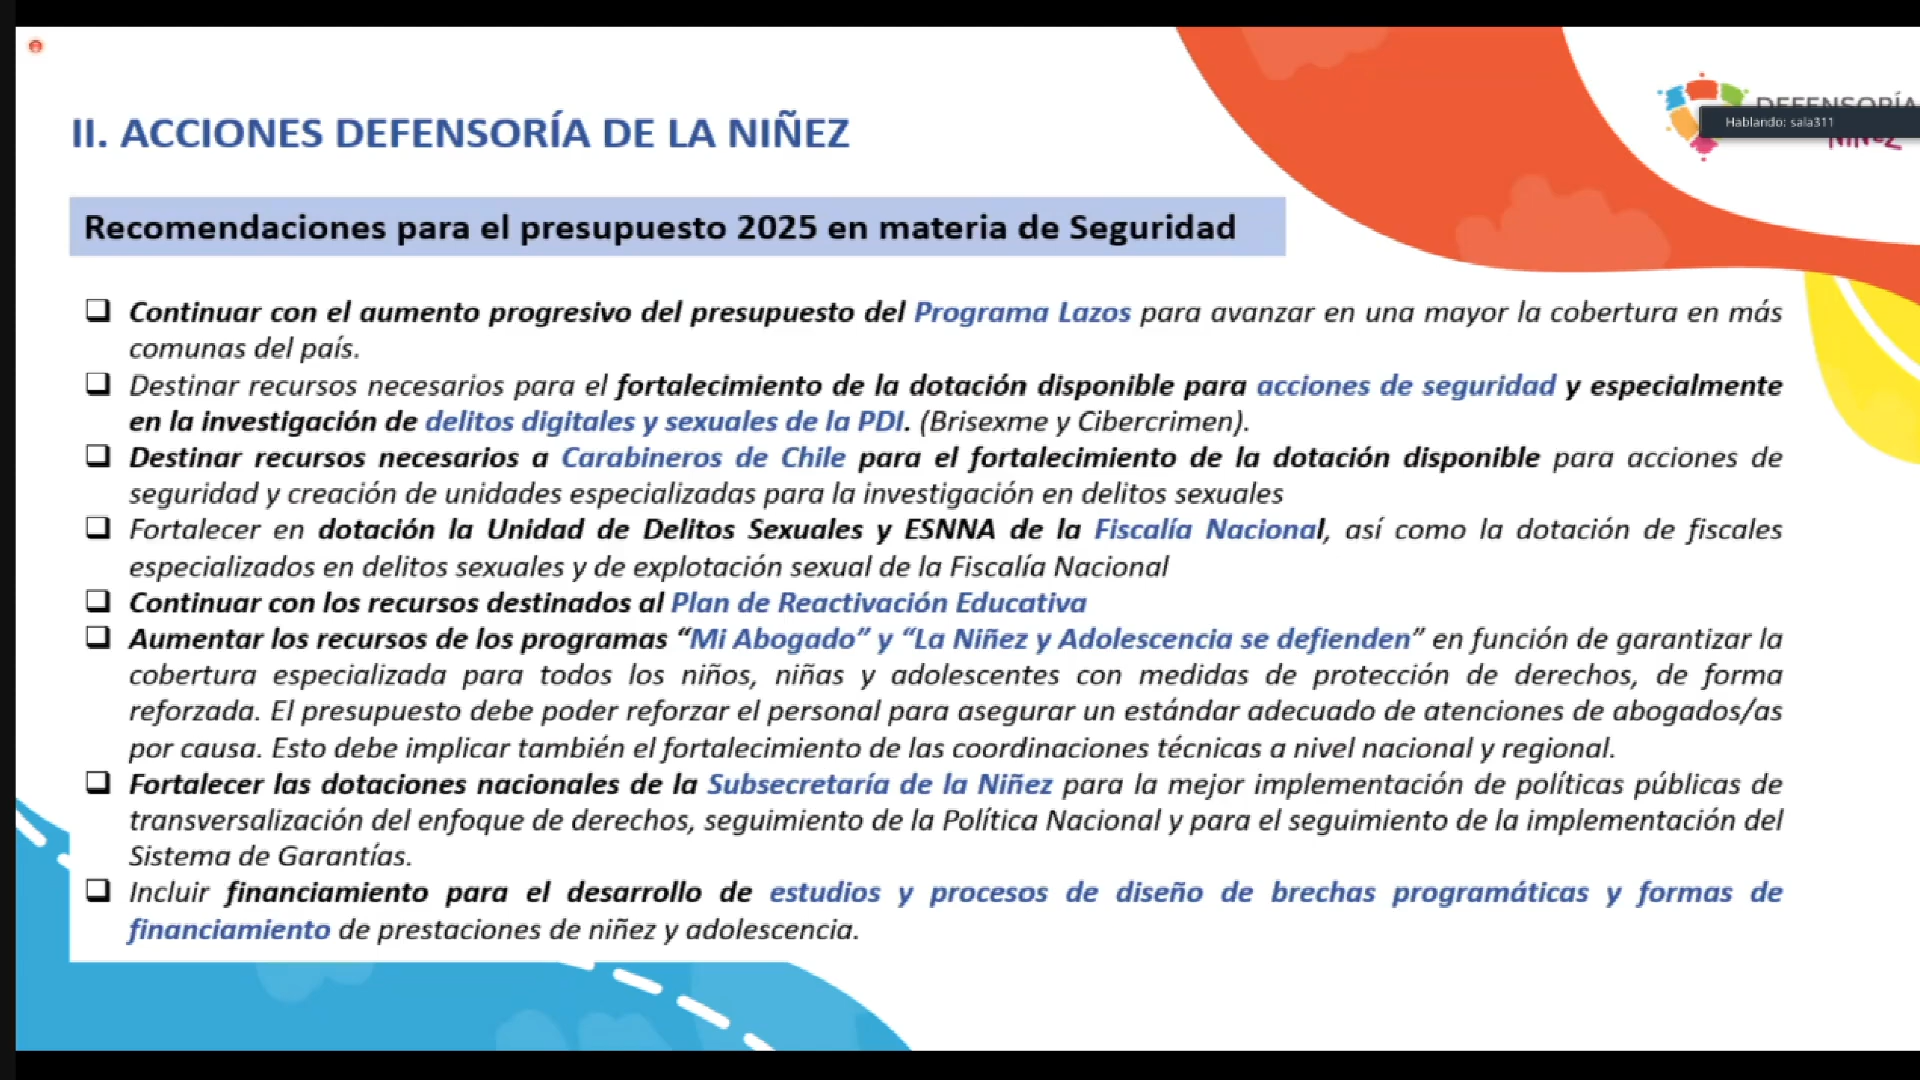 II. ACCIONES DEFENSORÍA DE LA NIÑEZ
DEFENSORÍA
Hablando: sala311
NIÑEZ
Recomendaciones para el presupuesto 2025 en materia de Seguridad
❑ Continuar con el aumento progresivo del presupuesto del Programa Lazos para avanzar en una mayor la cobertura en más
comunas del país.
❑ Destinar recursos necesarios para el fortalecimiento de la dotación disponible para acciones de seguridad y especialmente
en la investigación de delitos digitales y sexuales de la PDI. (Brisexme y Cibercrimen).
❑ Destinar recursos necesarios a Carabineros de Chile para el fortalecimiento de la dotación disponible para acciones de
seguridad y creación de unidades especializadas para la investigación en delitos sexuales
❑ Fortalecer en dotación la Unidad de Delitos Sexuales y ESNNA de la Fiscalía Nacional, así como la dotación de fiscales
especializados en delitos sexuales y de explotación sexual de la Fiscalía Nacional
❑ Continuar con los recursos destinados al Plan de Reactivación Educativa
❑ Aumentar los recursos de los programas “Mi Abogado” y “La Niñez y Adolescencia se defienden” en función de garantizar la
cobertura especializada para todos los niños, niñas y adolescentes con medidas de protección de derechos, de forma
reforzada. El presupuesto debe poder reforzar el personal para asegurar un estándar adecuado de atenciones de abogados/as
por causa. Esto debe implicar también el fortalecimiento de las coordinaciones técnicas a nivel nacional y regional.
❑ Fortalecer las dotaciones nacionales de la Subsecretaría de la Niñez para la mejor implementación de políticas públicas de
transversalización del enfoque de derechos, seguimiento de la Política Nacional y para el seguimiento de la implementación del
Sistema de Garantías.
❑ Incluir financiamiento para el desarrollo de estudios y procesos de diseño de brechas programáticas y formas de
financiamiento de prestaciones de niñez y adolescencia.